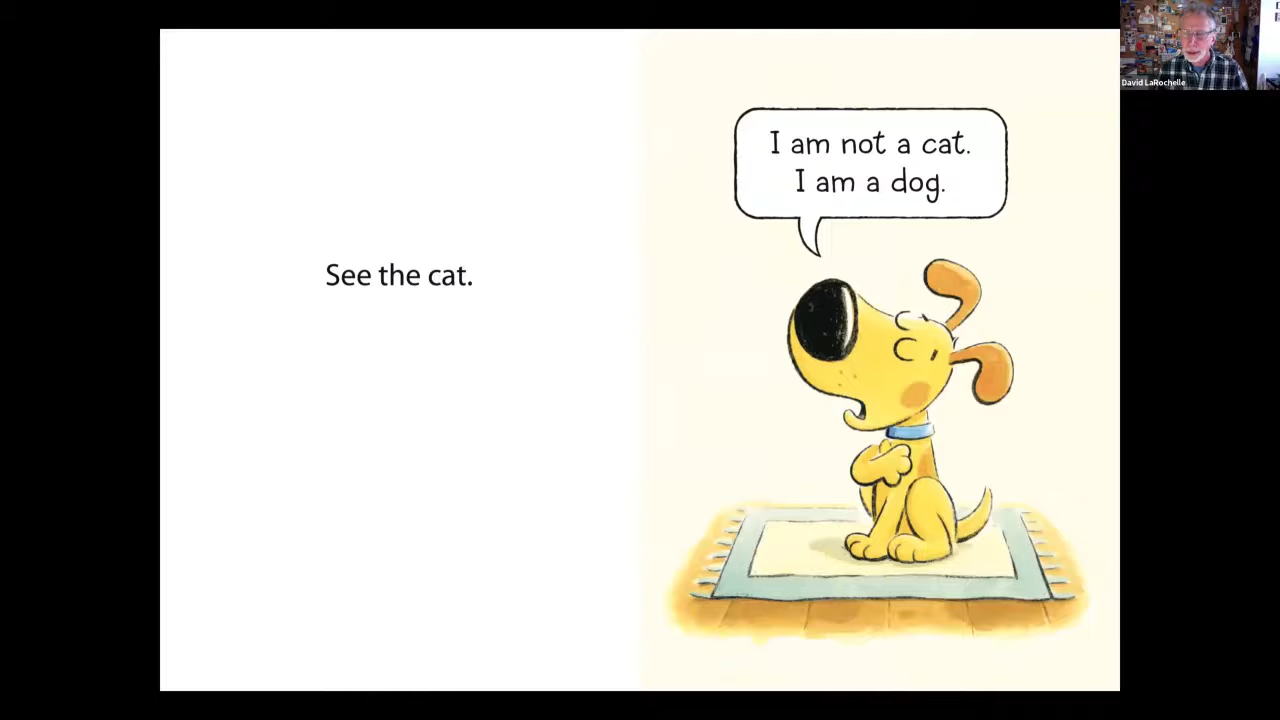 See the cat.
I am not a cat.
I am a dog.
David LaRochelle